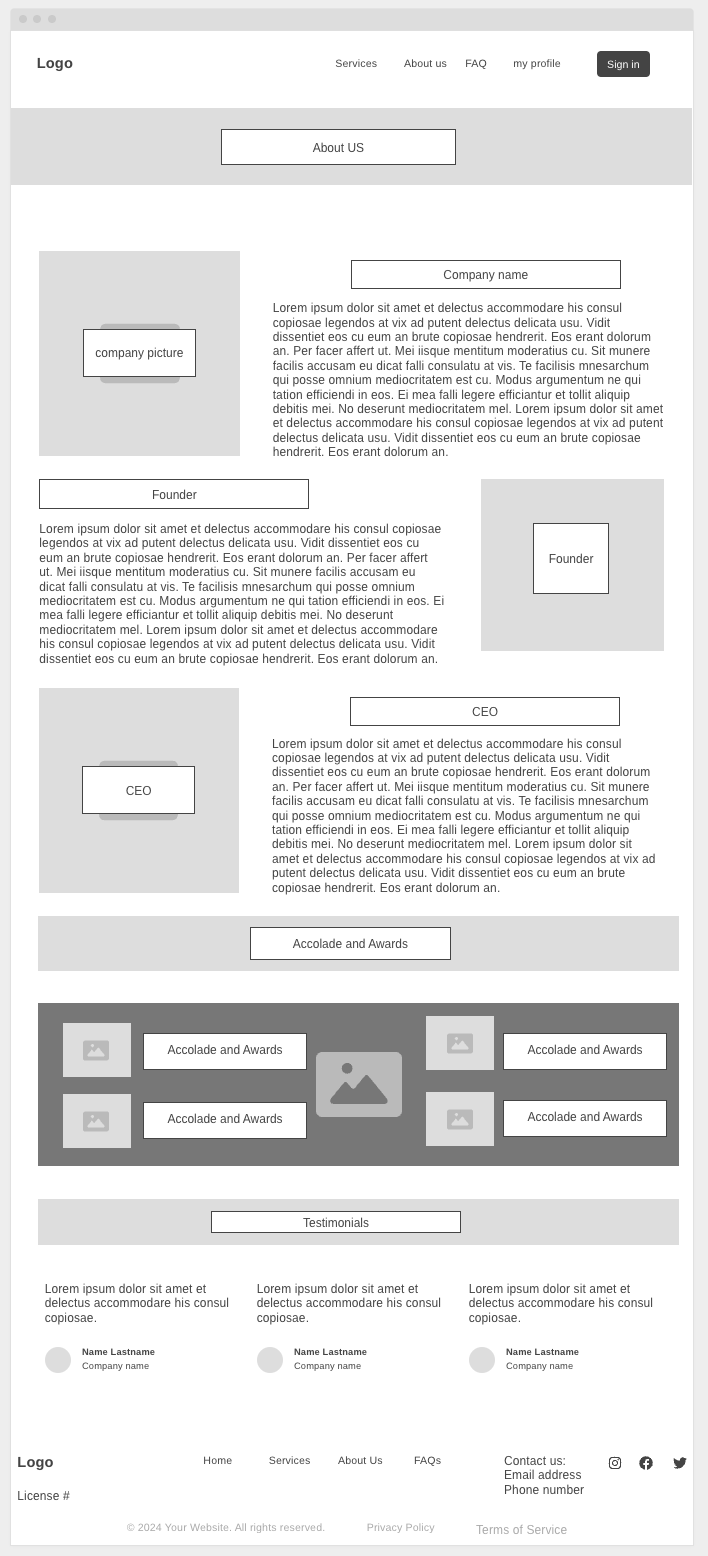 Logo
Services About us FAQ my profile Sign in
About US
company picture
Company name
Lorem ipsum dolor sit amet et delectus accommodare his consul
copiosae legendos at vix ad putent delectus delicata usu. Vidit
dissentiet eos cu eum an brute copiosae hendrerit. Eos erant dolorum
an. Per facer affert ut. Mei iisque mentitum moderatius cu. Sit munere
facilis accusam eu dicat falli consulatu at vis. Te facilisis mnesarchum
qui posse omnium mediocritatem est cu. Modus argumentum ne qui
tation efficiendi in eos. Ei mea falli legere efficiantur et tollit aliquip
debitis mei. No deserunt mediocritatem mel. Lorem ipsum dolor sit amet
et delectus accommodare his consul copiosae legendos at vix ad putent
delectus delicata usu. Vidit dissentiet eos cu eum an brute copiosae
hendrerit. Eos erant dolorum an.
Founder
Lorem ipsum dolor sit amet et delectus accommodare his consul copiosae
legendos at vix ad putent delectus delicata usu. Vidit dissentiet eos cu
eum an brute copiosae hendrerit. Eos erant dolorum an. Per facer affert
ut. Mei iisque mentitum moderatius cu. Sit munere facilis accusam eu
dicat falli consulatu at vis. Te facilisis mnesarchum qui posse omnium
mediocritatem est cu. Modus argumentum ne qui tation efficiendi in eos. Ei
mea falli legere efficiantur et tollit aliquip debitis mei. No deserunt
mediocritatem mel. Lorem ipsum dolor sit amet et delectus accommodare
his consul copiosae legendos at vix ad putent delectus delicata usu. Vidit
dissentiet eos cu eum an brute copiosae hendrerit. Eos erant dolorum an.
Founder
CEO
CEO
Lorem ipsum dolor sit amet et delectus accommodare his consul
copiosae legendos at vix ad putent delectus delicata usu. Vidit
dissentiet eos cu eum an brute copiosae hendrerit. Eos erant dolorum
an. Per facer affert ut. Mei iisque mentitum moderatius cu. Sit munere
facilis accusam eu dicat falli consulatu at vis. Te facilisis mnesarchum
qui posse omnium mediocritatem est cu. Modus argumentum ne qui
tation efficiendi in eos. Ei mea falli legere efficiantur et tollit aliquip
debitis mei. No deserunt mediocritatem mel. Lorem ipsum dolor sit
amet et delectus accommodare his consul copiosae legendos at vix ad
putent delectus delicata usu. Vidit dissentiet eos cu eum an brute
copiosae hendrerit. Eos erant dolorum an.
Accolade and Awards
Accolade and Awards
Accolade and Awards
Accolade and Awards
Accolade and Awards
Testimonials
Lorem ipsum dolor sit amet et
delectus accommodare his consul
copiosae.
Name Lastname
Company name
Lorem ipsum dolor sit amet et
delectus accommodare his consul
copiosae.
Name Lastname
Company name
Lorem ipsum dolor sit amet et
delectus accommodare his consul
copiosae.
Name Lastname
Company name
Logo
License #
Home Services About Us FAQs
Contact us:
Email address
Phone number
© 2024 Your Website. All rights reserved. Privacy Policy Terms of Service